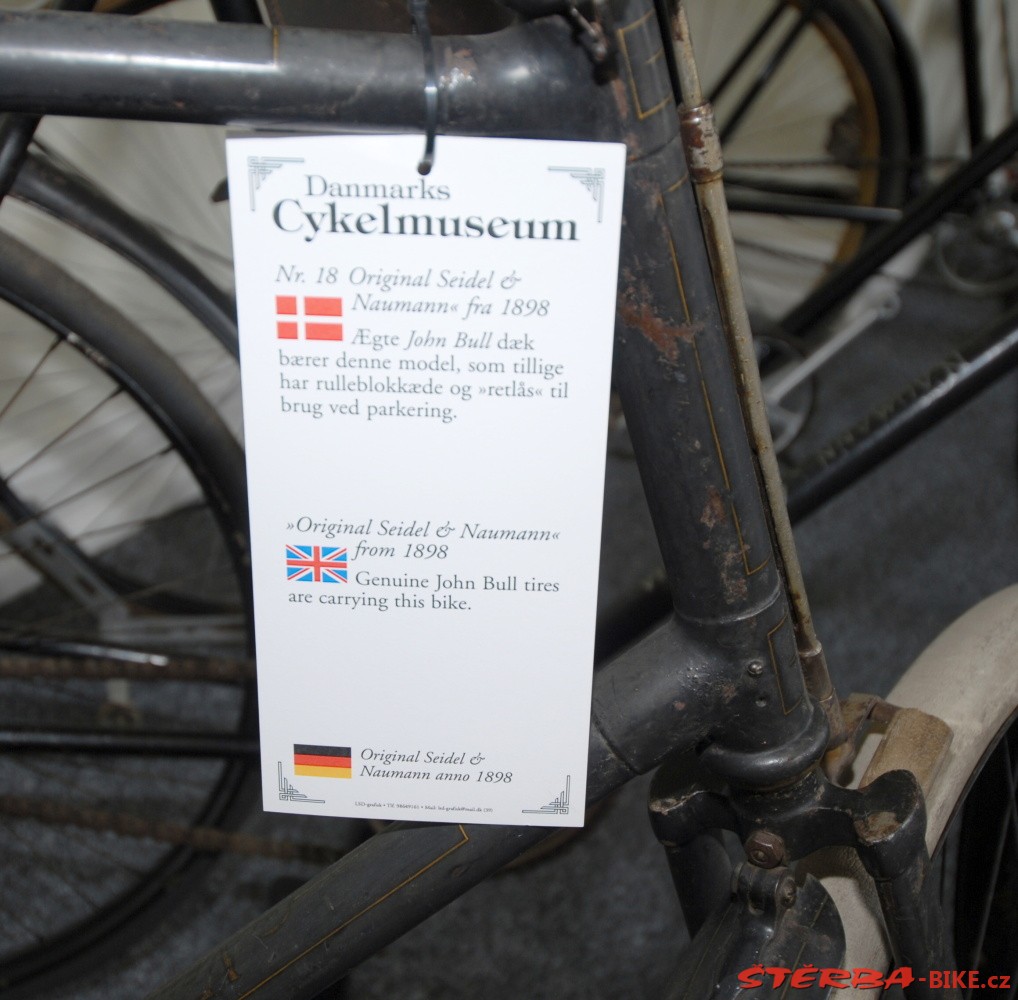 Danmarks
Cykelmuseum
Nr. 18 Original Seidel &
Naumann« fra 1898
Ægte John Bull dæk
bærer denne model, som tillige
har rulleblokkæde og »retlås« til
brug ved parkering.
»Original Seidel & Naumann«
from 1898
Genuine John Bull tires
are carrying this bike.
Original Seidel &
Naumann anno 1898
ŠTĚRBA-BIKE.cz